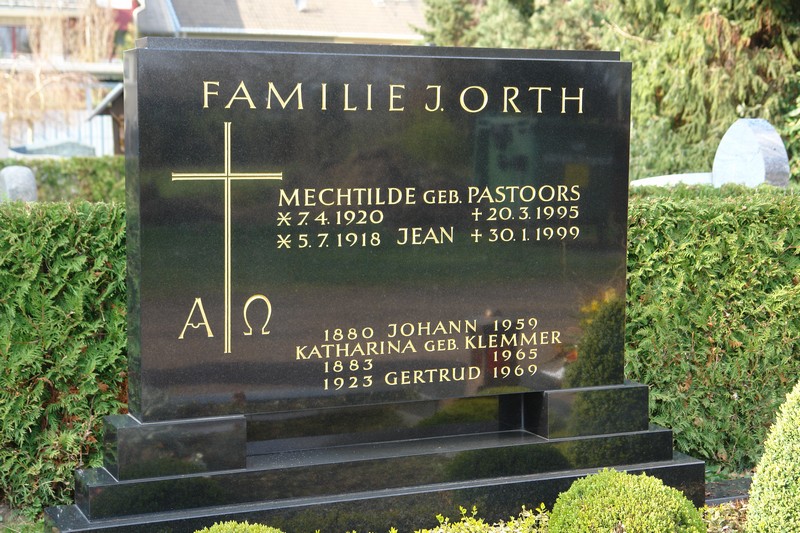 FAMILIE J. ORTH
MECHTILDE GEB. PASTOORS
* 7.4.1920 † 20.3.1995
* 5.7.1918 JEAN † 30.1.1999
Α Ω
1880 JOHANN 1959
KATHARINA GEB. KLEMMER
1883 1965
1923 GERTRUD 1969